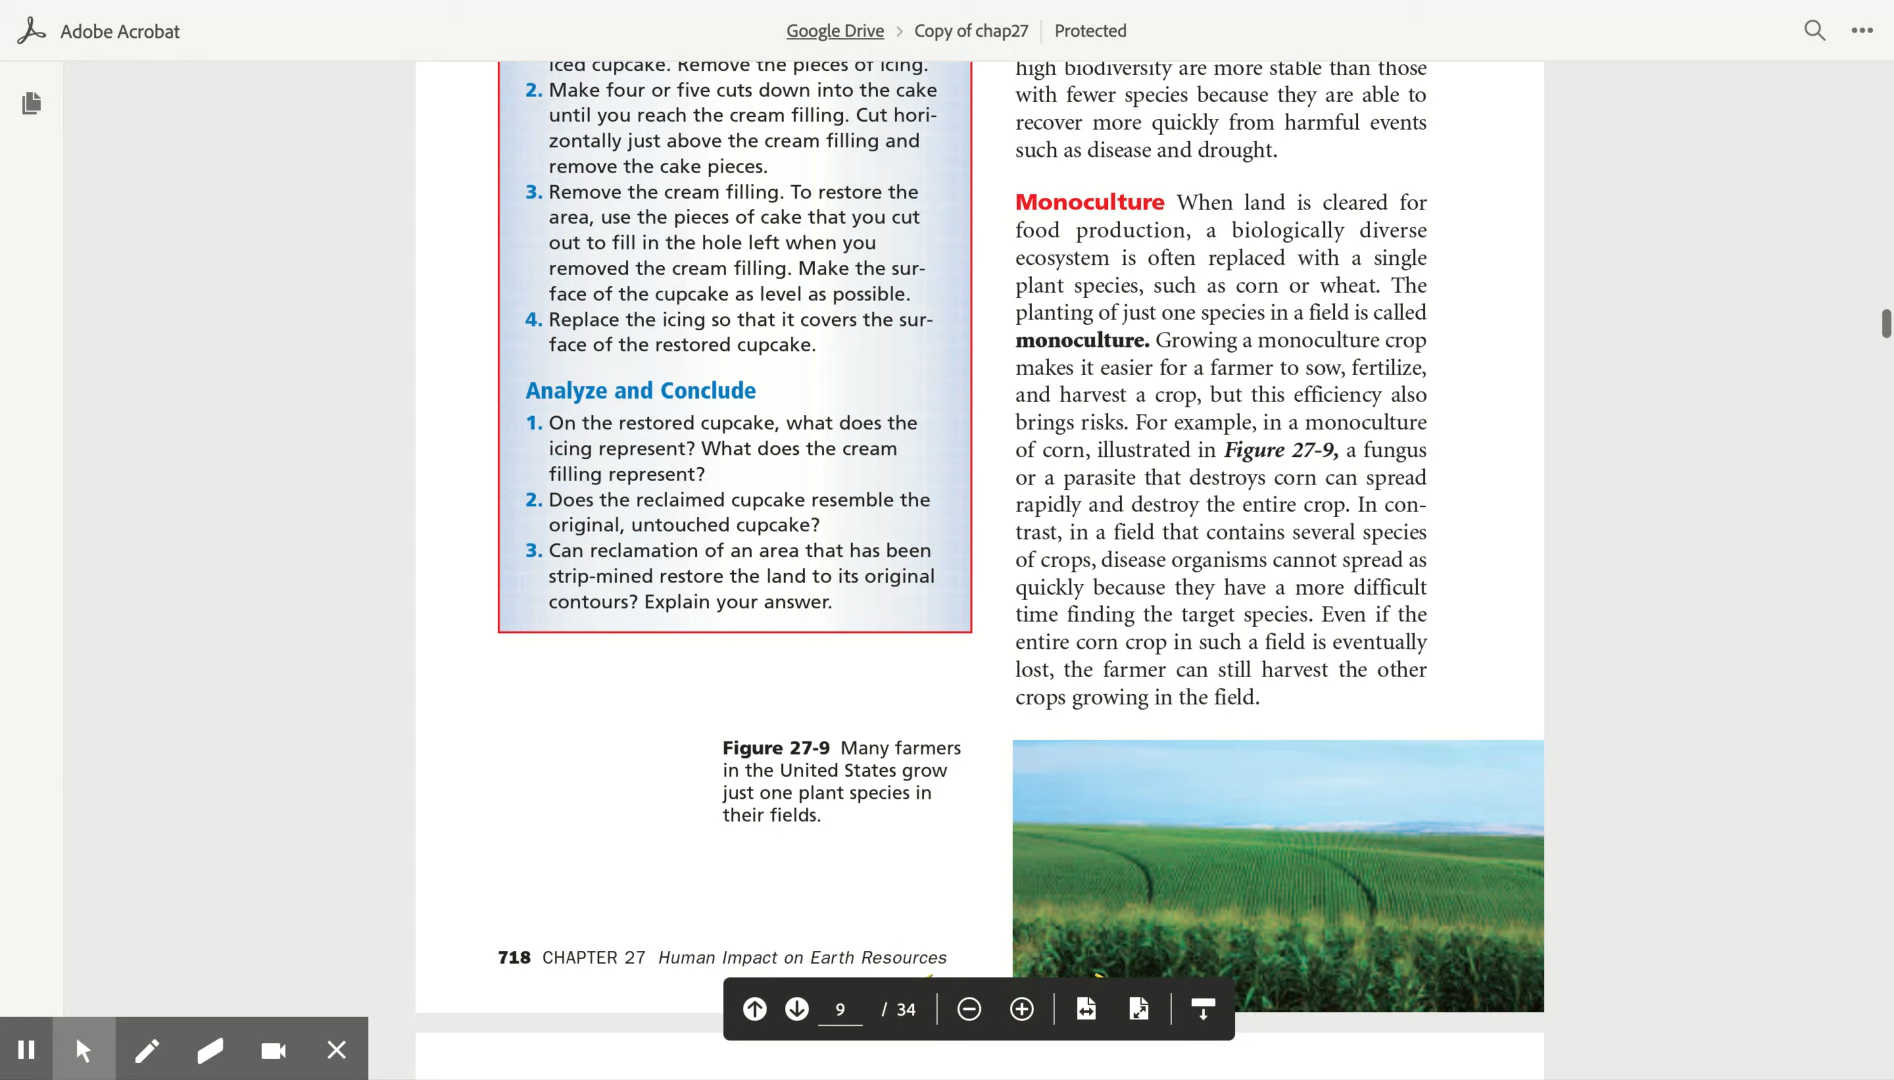 Adobe Acrobat
Google Drive > Copy of chap27 | Protected
iced cupcake. Remove the pieces of icing.
2. Make four or five cuts down into the cake
until you reach the cream filling. Cut hori-
zontally just above the cream filling and
remove the cake pieces.
3. Remove the cream filling. To restore the
area, use the pieces of cake that you cut
out to fill in the hole left when you
removed the cream filling. Make the sur-
face of the cupcake as level as possible.
4. Replace the icing so that it covers the sur-
face of the restored cupcake.
Analyze and Conclude
1. On the restored cupcake, what does the
icing represent? What does the cream
filling represent?
2. Does the reclaimed cupcake resemble the
original, untouched cupcake?
3. Can reclamation of an area that has been
strip-mined restore the land to its original
contours? Explain your answer.
high biodiversity are more stable than those
with fewer species because they are able to
recover more quickly from harmful events
such as disease and drought.
Monoculture When land is cleared for
food production, a biologically diverse
ecosystem is often replaced with a single
plant species, such as corn or wheat. The
planting of just one species in a field is called
monoculture. Growing a monoculture crop
makes it easier for a farmer to sow, fertilize,
and harvest a crop, but this efficiency also
brings risks. For example, in a monoculture
of corn, illustrated in Figure 27-9, a fungus
or a parasite that destroys corn can spread
rapidly and destroy the entire crop. In con-
trast, in a field that contains several species
of crops, disease organisms cannot spread as
quickly because they have a more difficult
time finding the target species. Even if the
entire corn crop in such a field is eventually
lost, the farmer can still harvest the other
crops growing in the field.
Figure 27-9 Many farmers
in the United States grow
just one plant species in
their fields.
718 CHAPTER 27 Human Impact on Earth Resources
9 / 34